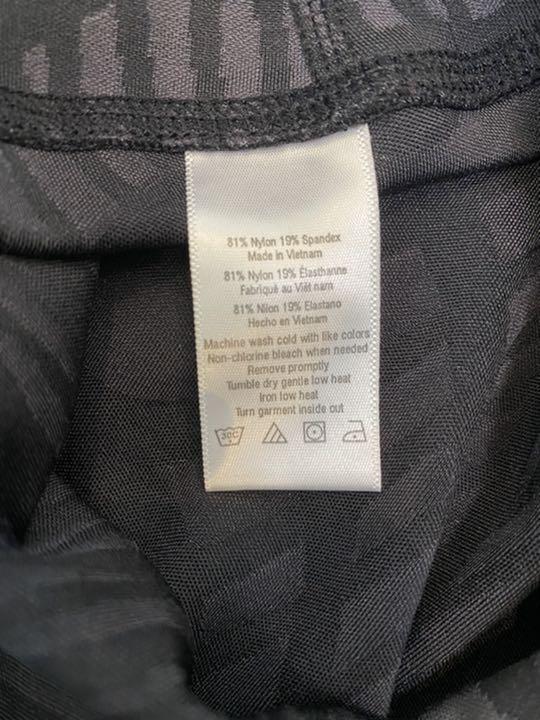 81% Nylon 19% Spandex
Made in Vietnam
81% Nylon 19% Élasthanne
Fabriqué au Viêt nam
81% Nilon 19% Elastano
Hecho en Vietnam
Machine wash cold with like colors
Non-chlorine bleach when needed
Remove promptly
Tumble dry gentle low heat
Iron low heat
Turn garment inside out
30C